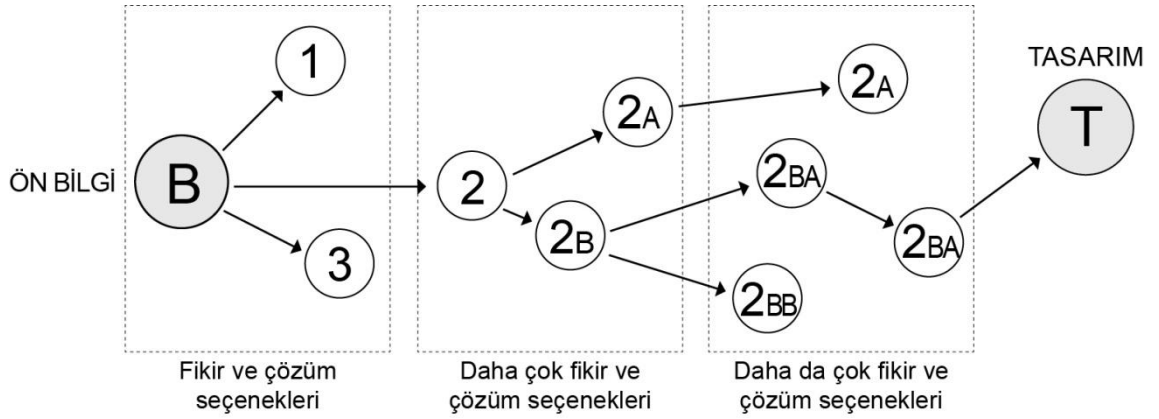 ÖN BİLGİ
B
1
3
Fikir ve çözüm
seçenekleri
2
2A
2B
Daha çok fikir ve
çözüm seçenekleri
2A
2BA
2BA
2BB
Daha da çok fikir ve
çözüm seçenekleri
TASARIM
T